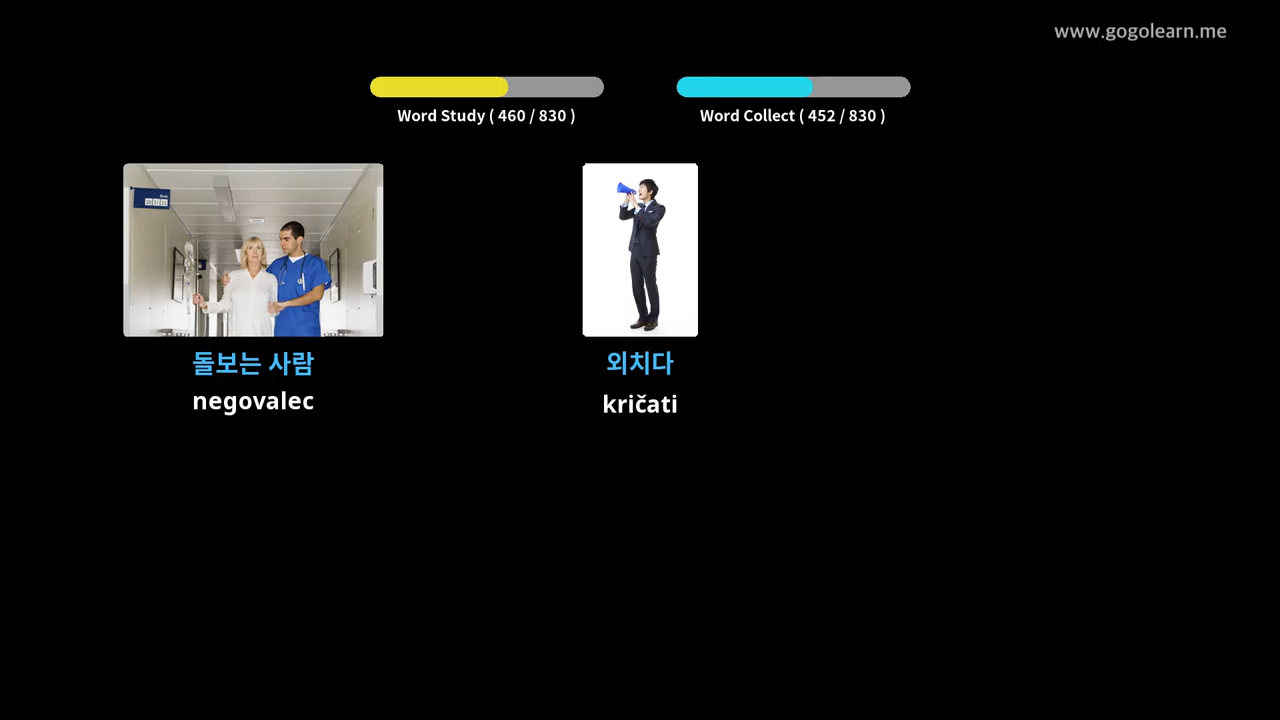 www.gogolearn.me
Word Study ( 460 / 830 )
Word Collect ( 452 / 830 )
돌보는 사람
negovalec
외치다
kričati